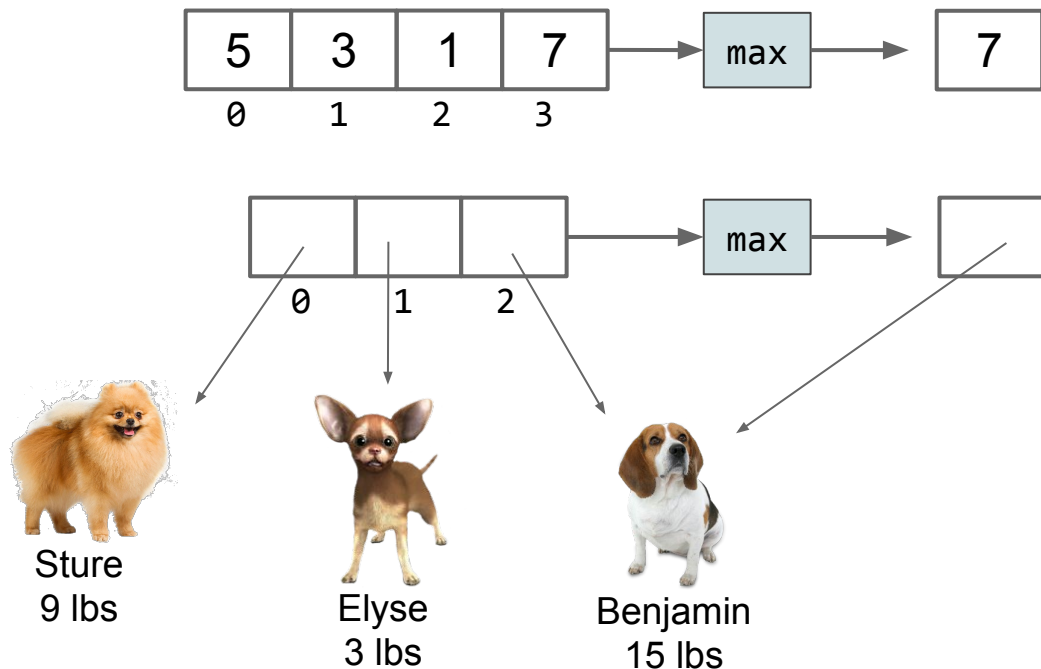 5 3 1 7 max 7
0 1 2 3
max
0 1 2
Sture
9 lbs
Elyse
3 lbs
Benjamin
15 lbs